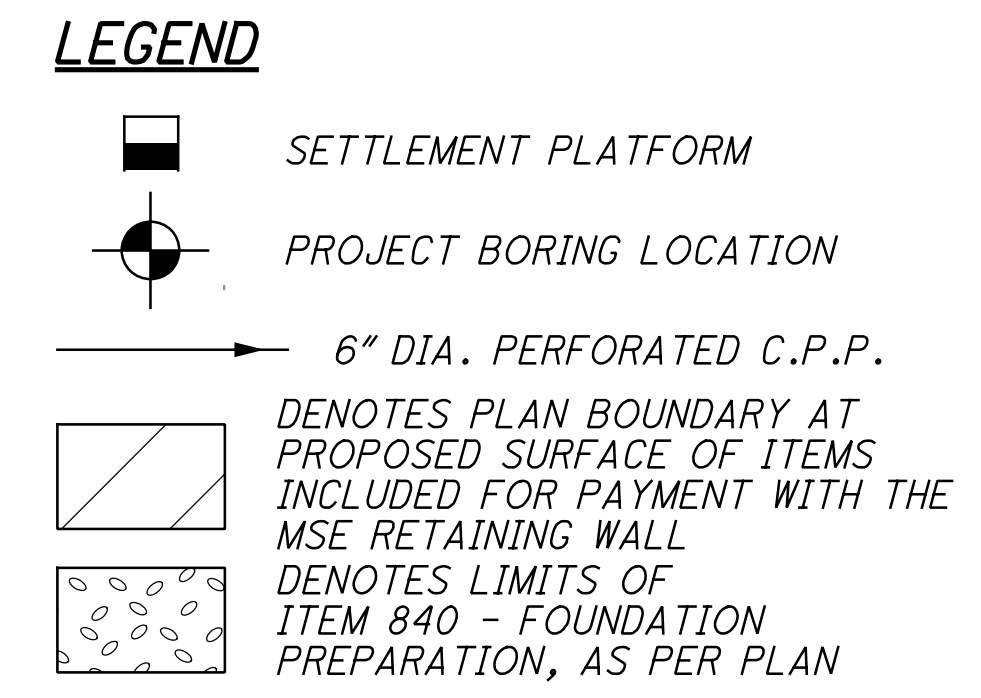 LEGEND
SETTLEMENT PLATFORM
PROJECT BORING LOCATION
6" DIA. PERFORATED C.P.P.
DENOTES PLAN BOUNDARY AT
PROPOSED SURFACE OF ITEMS
INCLUDED FOR PAYMENT WITH THE
MSE RETAINING WALL
DENOTES LIMITS OF
ITEM 840 - FOUNDATION
PREPARATION, AS PER PLAN